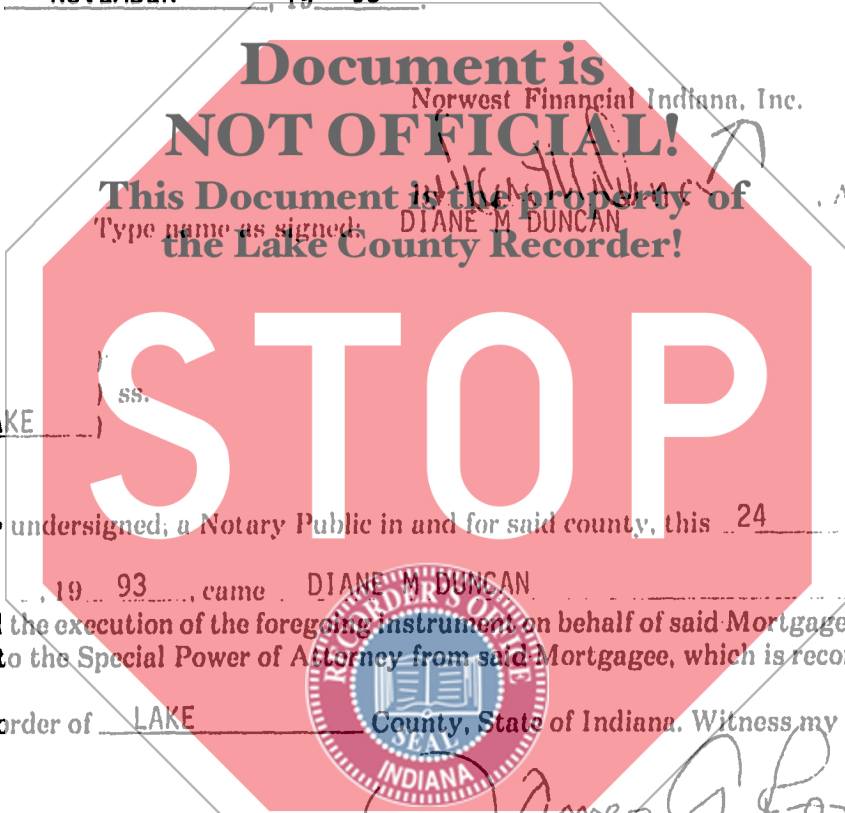 NOVEMBER , 19 93 .
Document is
Norwest Financial Indiana, Inc.
NOT OFFICIAL!
This Document is the property of
Type name as signed: DIANE M DUNCAN
the Lake County Recorder!
STOP
) ss.
KE )
undersigned, a Notary Public in and for said county, this 24
, 19 93 , came DIANE M DUNCAN
the execution of the foregoing instrument on behalf of said Mortgage
to the Special Power of Attorney from said Mortgagee, which is reco
order of LAKE County, State of Indiana. Witness my
RECORDER'S OFFICE
SEAL
INDIANA
James G